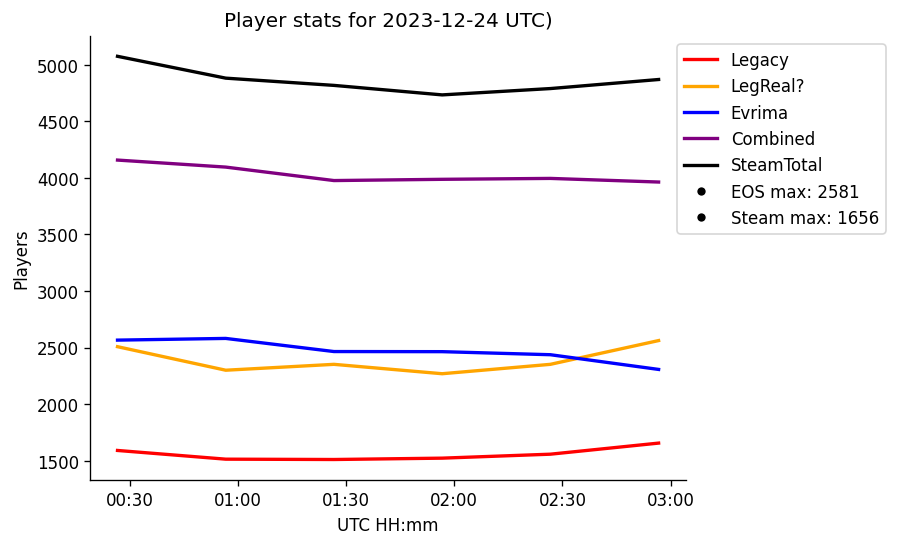 Player stats for 2023-12-24 UTC)
Legacy
LegReal?
Evrima
Combined
SteamTotal
EOS max: 2581
Steam max: 1656
Players
5000
4500
4000
3500
3000
2500
2000
1500
00:30 01:00 01:30 02:00 02:30 03:00
UTC HH:mm